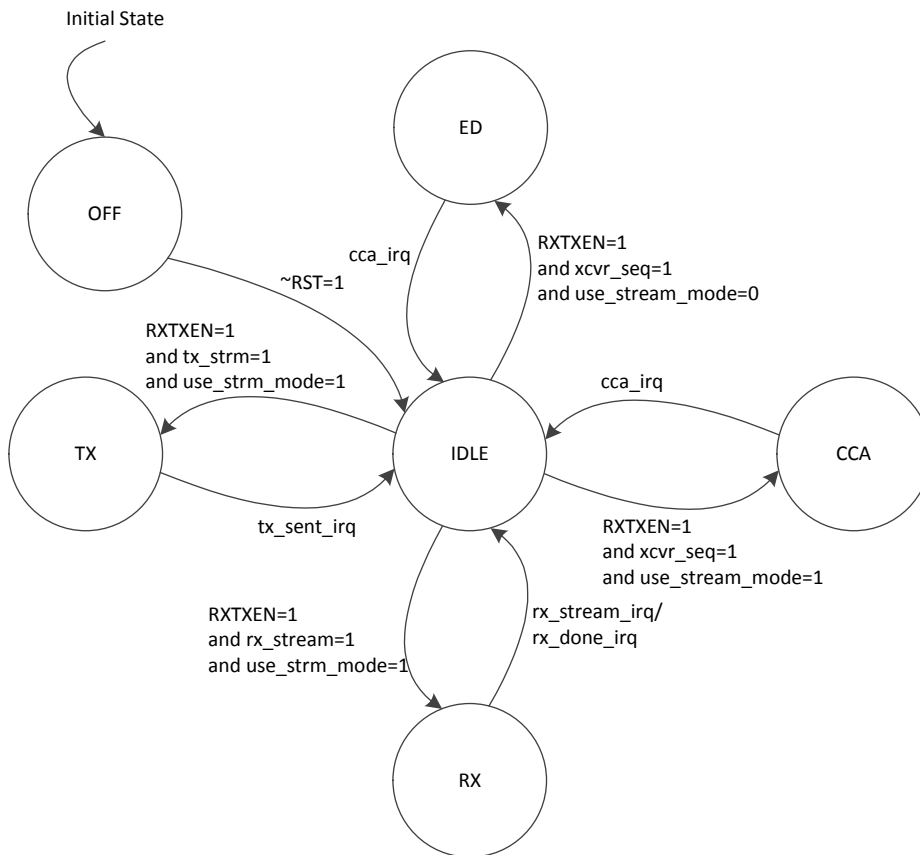 Initial State
ED
OFF
cca_irq
RXTXEN=1
and xcvr_seq=1
and use_stream_mode=0
~RST=1
RXTXEN=1
and tx_strm=1
and use_strm_mode=1
cca_irq
TX
IDLE
CCA
tx_sent_irq
RXTXEN=1
and xcvr_seq=1
and use_stream_mode=1
RXTXEN=1
and rx_stream=1
and use_strm_mode=1
rx_stream_irq/
rx_done_irq
RX